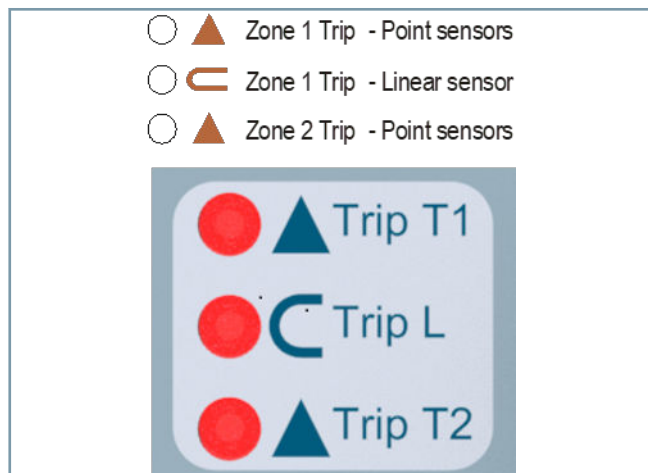 Zone 1 Trip - Point sensors
Zone 1 Trip - Linear sensor
Zone 2 Trip - Point sensors
Trip T1
Trip L
Trip T2